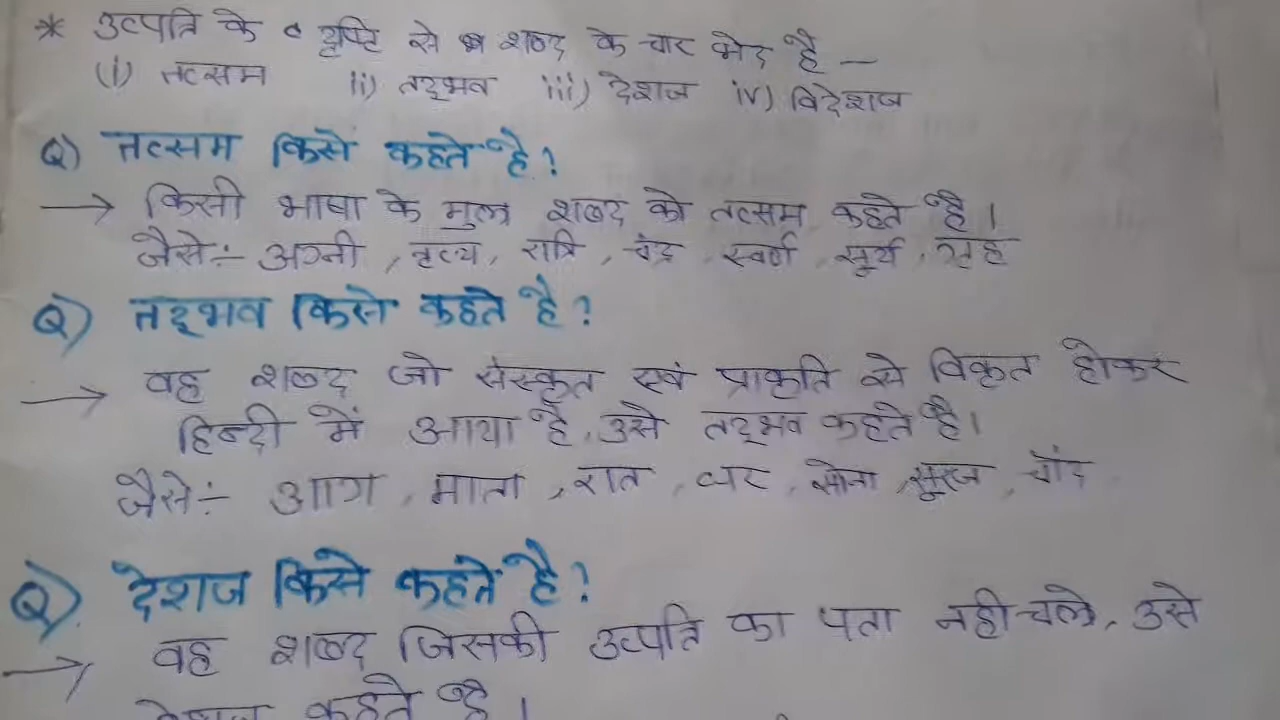 * उत्पत्ति के दृष्टि से शब्द के चार भेद है —
(i) तत्सम ii) तद्भव iii) देशज iv) विदेशज
Q) तत्सम किसे कहते है?
→ किसी भाषा के मुल शब्द को तत्सम कहते है।
जैसे:- अग्नी, नृत्य, रात्रि, चंद्र, स्वर्ण, सूर्य, गृह
Q) तद्भव किसे कहते है?
→ वह शब्द जो संस्कृत एवं प्राकृति से विकृत होकर
हिन्दी में आया है, उसे तद्भव कहते है।
जैसे:- आग, माता, रात, घर, सोना, सुरज, चाँद
Q) देशज किसे कहते है?
→ वह शब्द जिसकी उत्पति का पता नही चले, उसे
देशज कहते है।